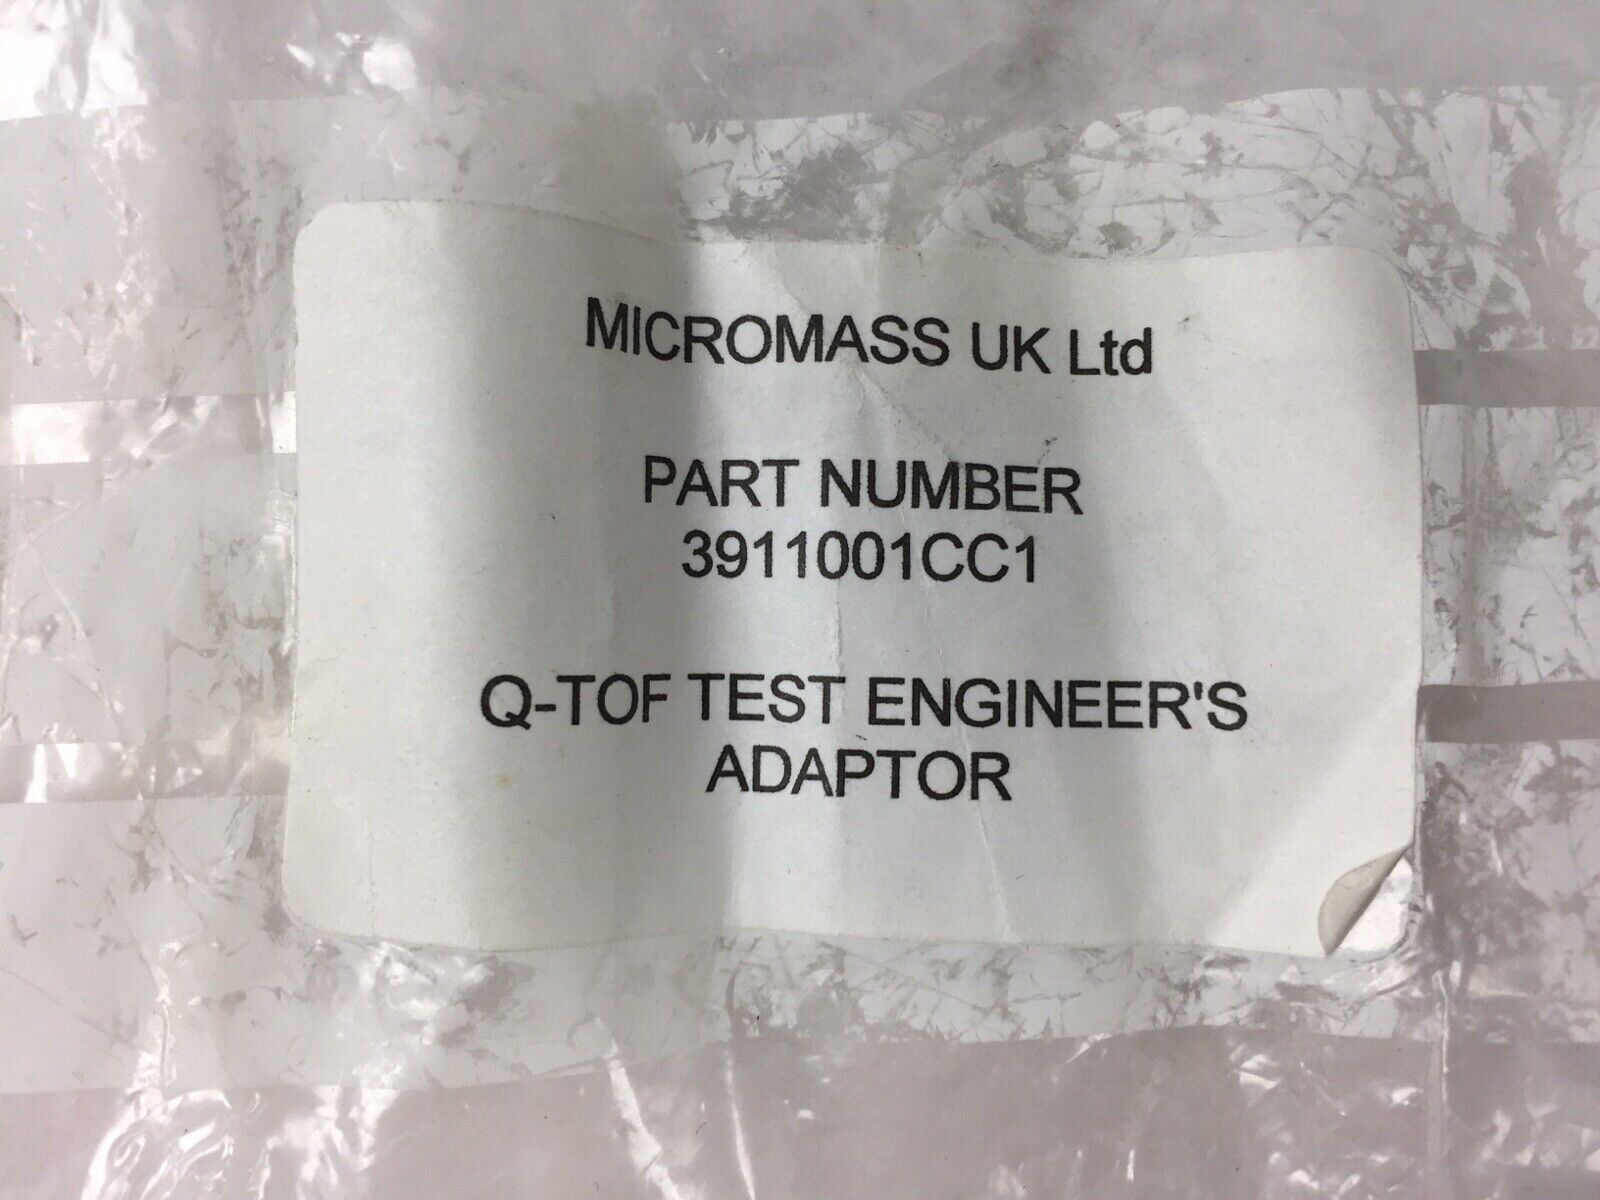 MICROMASS UK Ltd
PART NUMBER
3911001CC1
Q-TOF TEST ENGINEER'S
ADAPTOR